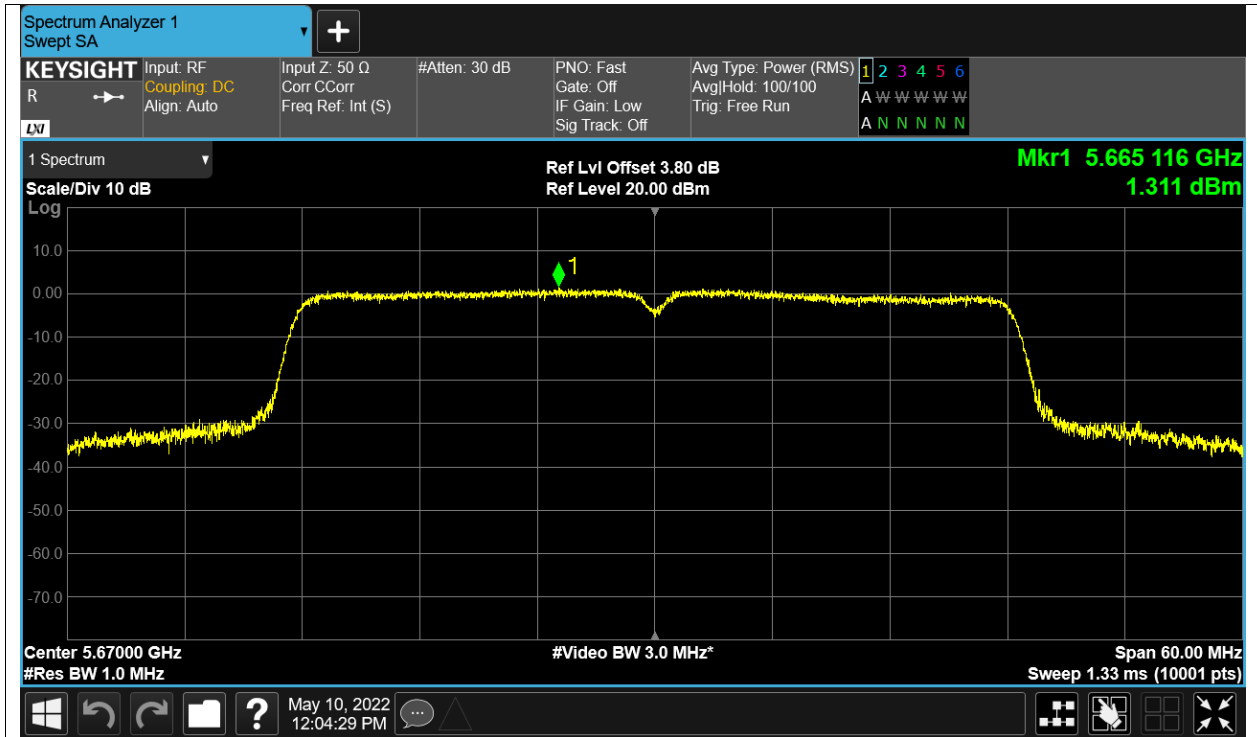 Spectrum Analyzer 1
Swept SA
▼
+
KEYSIGHT
R
LXI
Input: RF
Coupling: DC
Align: Auto
Input Z: 50 Ω
Corr CCorr
Freq Ref: Int (S)
#Atten: 30 dB
PNO: Fast
Gate: Off
IF Gain: Low
Sig Track: Off
Avg Type: Power (RMS)
Avg|Hold: 100/100
Trig: Free Run
1 2 3 4 5 6
A W W W W W
A N N N N N
1 Spectrum ▼
Scale/Div 10 dB
Log
Ref Lvl Offset 3.80 dB
Ref Level 20.00 dBm
Mkr1 5.665 116 GHz
1.311 dBm
10.0
0.00
-10.0
-20.0
-30.0
-40.0
-50.0
-60.0
-70.0
1
Center 5.67000 GHz
#Res BW 1.0 MHz
#Video BW 3.0 MHz*
Span 60.00 MHz
Sweep 1.33 ms (10001 pts)
?
May 10, 2022
12:04:29 PM